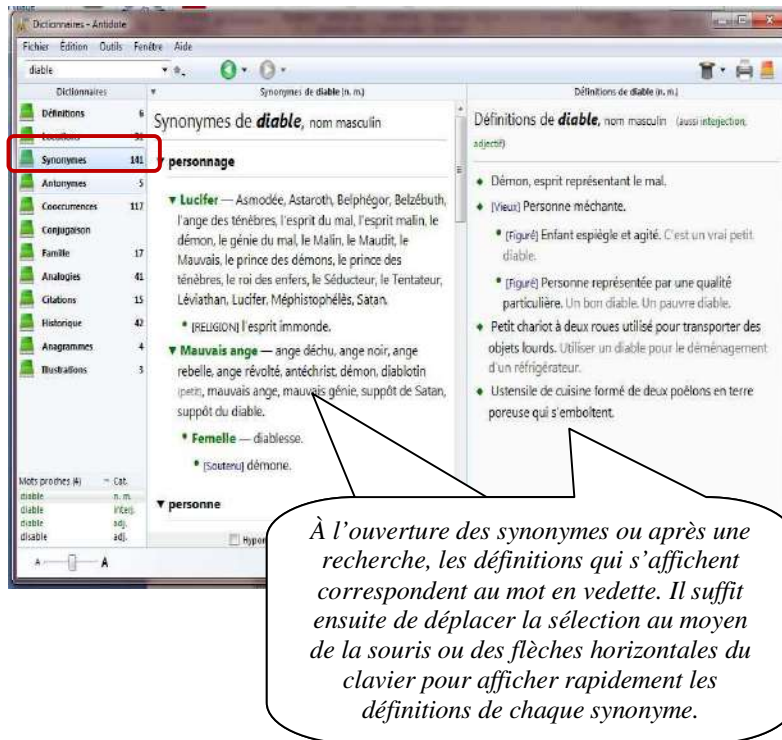 Dictionnaires - Antidote
Fichier Édition Outils Fenêtre Aide
diable
Dictionnaires
Définitions 6
Locutions
Synonymes 141
Antonymes 5
Cooccurrences 117
Conjugaison
Famille 17
Analogies 41
Citations 15
Historique 42
Anagrammes 4
Illustrations 3
Mots proches (4) Cat.
diable n. m.
diable interj.
diable adj.
disable adj.
A A
Synonymes de diable (n. m.)
Synonymes de diable, nom masculin
personnage
Lucifer — Asmodée, Astaroth, Belphégor, Belzébuth,
l'ange des ténèbres, l'esprit du mal, l'esprit malin, le
démon, le génie du mal, le Malin, le Maudit, le
Mauvais, le prince des démons, le prince des
ténèbres, le roi des enfers, le Séducteur, le Tentateur,
Léviathan, Lucifer, Méphistophélès, Satan.
[RELIGION] l'esprit immonde.
Mauvais ange — ange déchu, ange noir, ange
rebelle, ange révolté, antéchrist, démon, diablotin
(petit), mauvais ange, mauvais génie, suppôt de Satan,
suppôt du diable.
Femelle — diablesse.
[Soutenu] démone.
personne
Définitions de diable (n. m.)
Définitions de diable, nom masculin (aussi interjection,
adjectif)
Démon, esprit représentant le mal.
[Vieux] Personne méchante.
[Figuré] Enfant espiègle et agité. C'est un vrai petit
diable.
[Figuré] Personne représentée par une qualité
particulière. Un bon diable. Un pauvre diable.
Petit chariot à deux roues utilisé pour transporter des
objets lourds. Utiliser un diable pour le déménagement
d'un réfrigérateur.
Ustensile de cuisine formé de deux poêlons en terre
poreuse qui s'emboîtent.
À l'ouverture des synonymes ou après une
recherche, les définitions qui s'affichent
correspondent au mot en vedette. Il suffit
ensuite de déplacer la sélection au moyen
de la souris ou des flèches horizontales du
clavier pour afficher rapidement les
définitions de chaque synonyme.